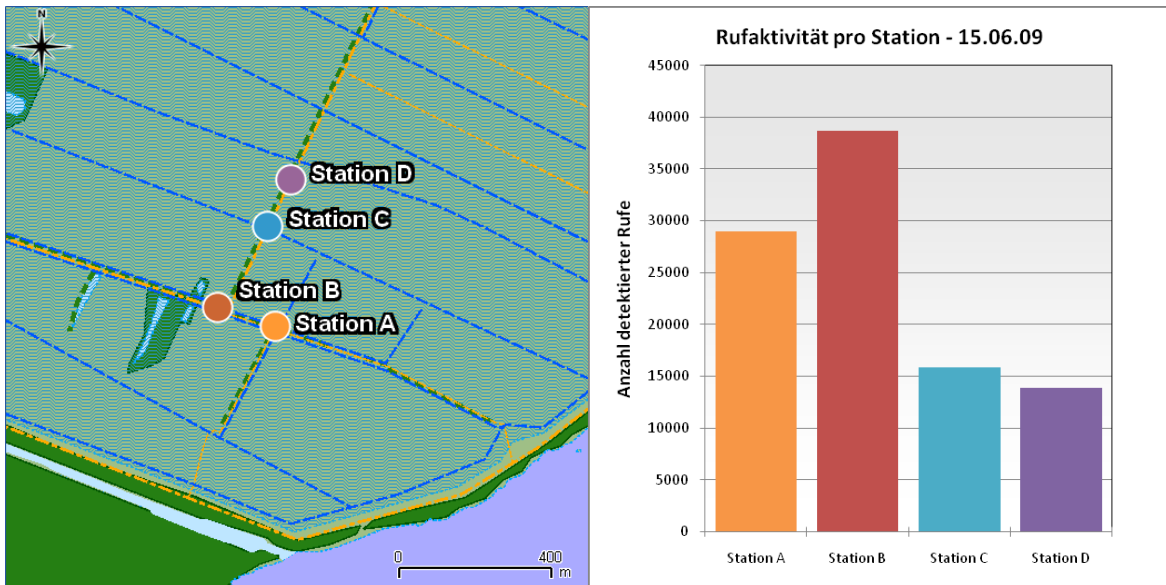 N
Station D
Station C
Station B
Station A
0 400
m
Rufaktivität pro Station - 15.06.09
Anzahl detektierter Rufe
45000
40000
35000
30000
25000
20000
15000
10000
5000
0
Station A Station B Station C Station D